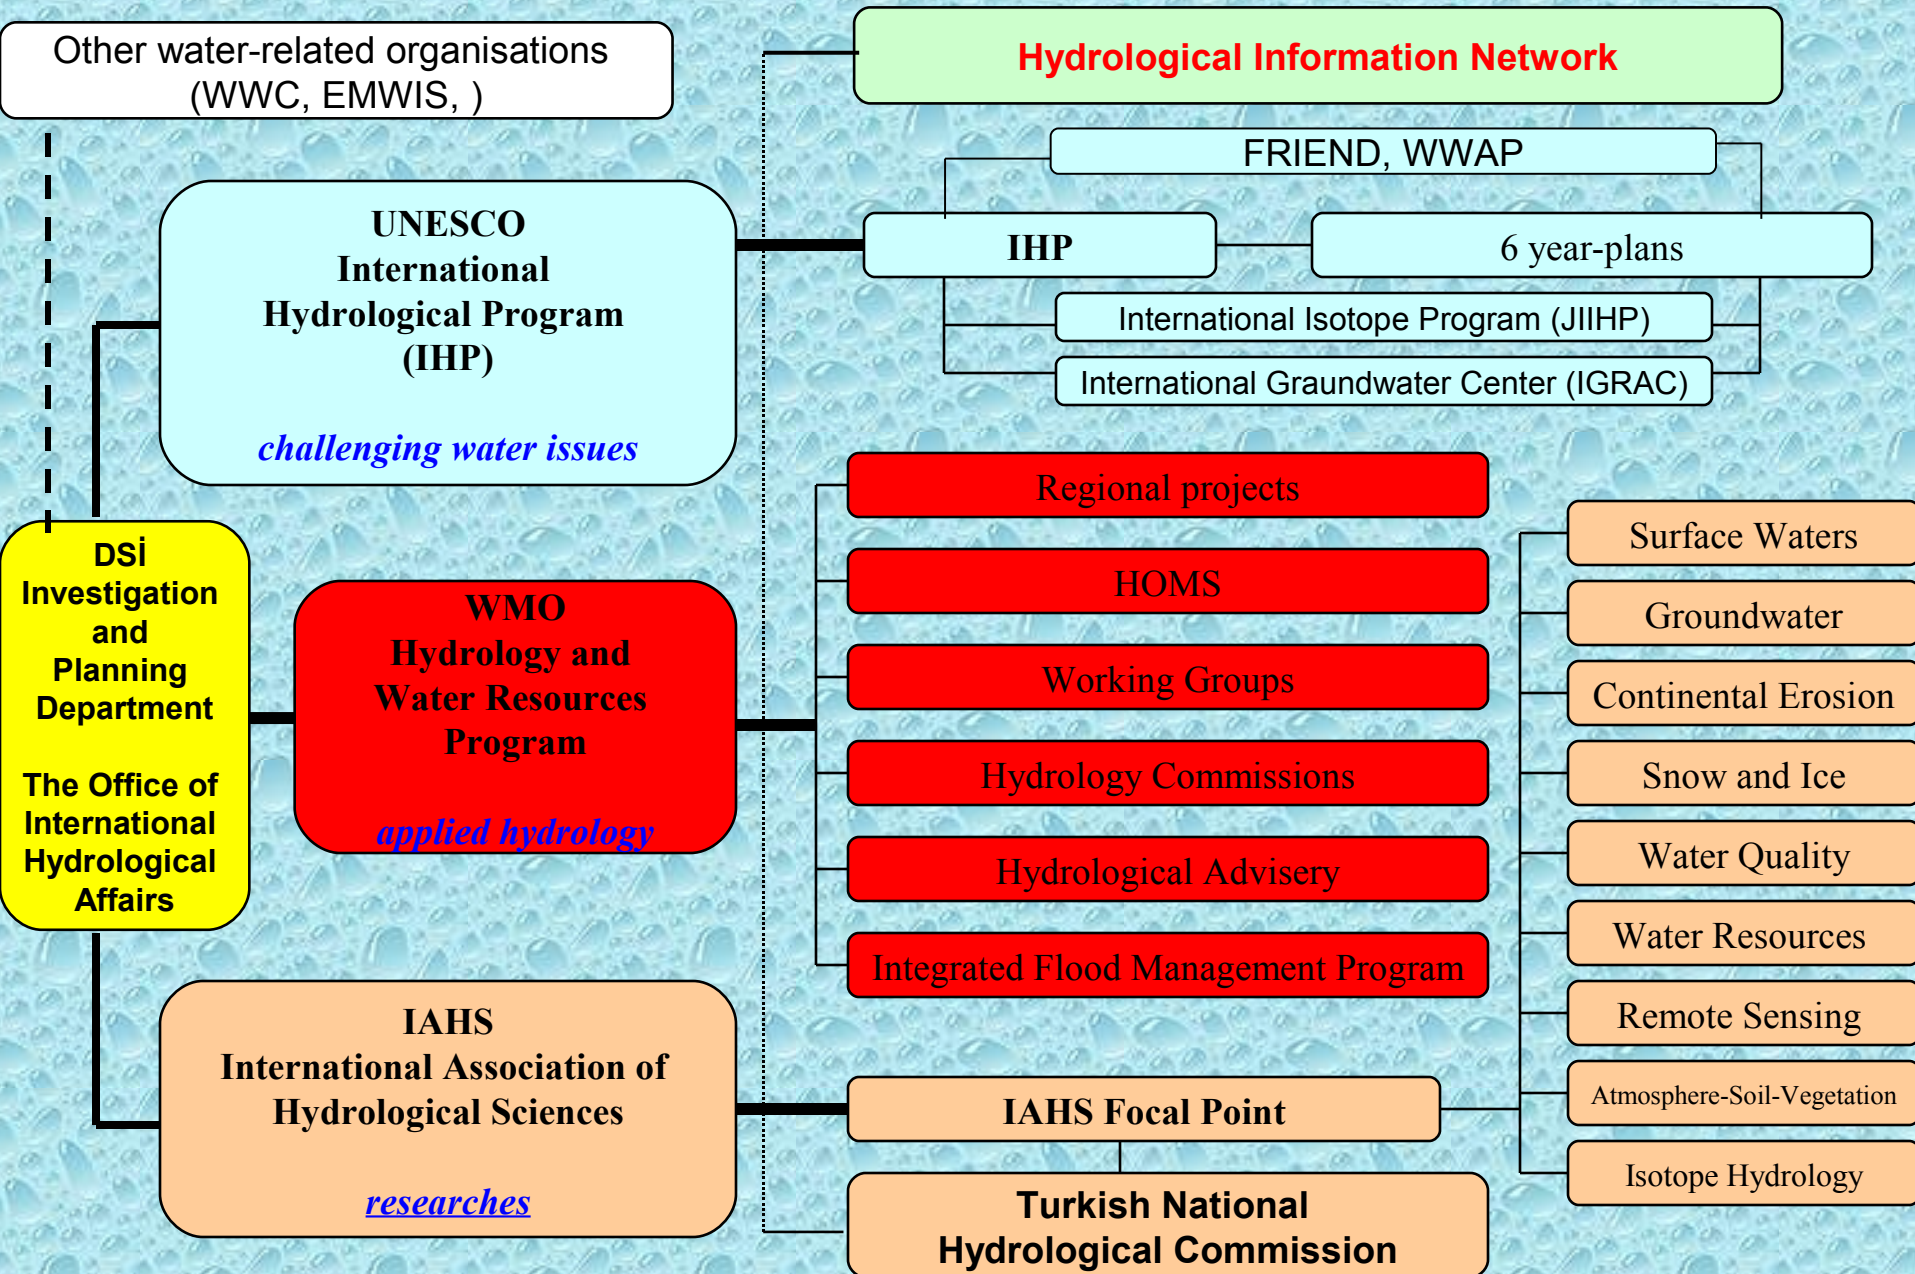 Other water-related organisations
(WWC, EMWIS, )
Hydrological Information Network
FRIEND, WWAP
UNESCO
International
Hydrological Program
(IHP)
challenging water issues
IHP
6 year-plans
International Isotope Program (JIIHP)
International Graundwater Center (IGRAC)
DSİ
Investigation
and
Planning
Department
The Office of
International
Hydrological
Affairs
WMO
Hydrology and
Water Resources
Program
applied hydrology
Regional projects
HOMS
Working Groups
Hydrology Commissions
Hydrological Advisery
Integrated Flood Management Program
Surface Waters
Groundwater
Continental Erosion
Snow and Ice
Water Quality
Water Resources
Remote Sensing
Atmosphere-Soil-Vegetation
Isotope Hydrology
IAHS
International Association of
Hydrological Sciences
researches
IAHS Focal Point
Turkish National
Hydrological Commission